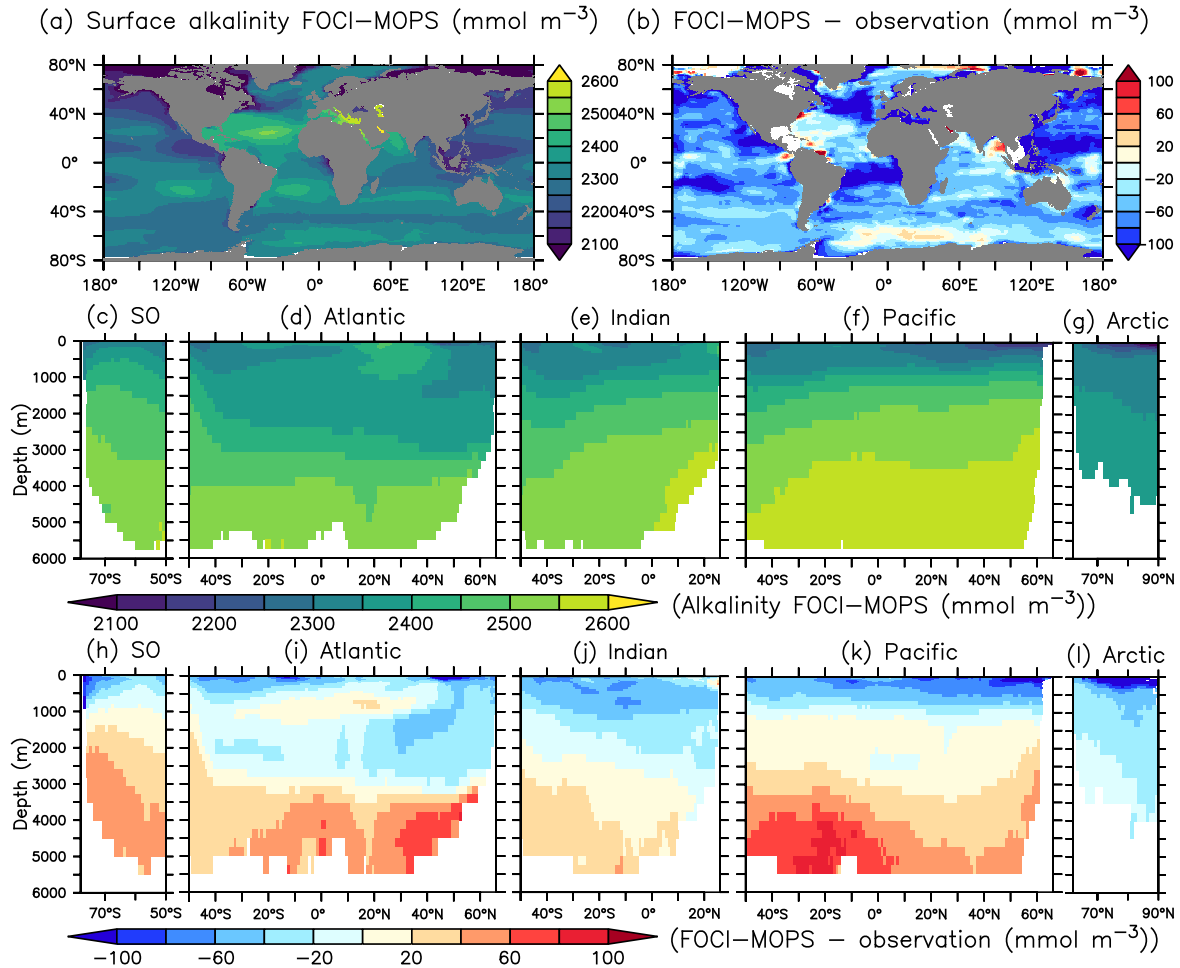 (a) Surface alkalinity FOCI−MOPS (mmol m⁻³)
(b) FOCI−MOPS − observation (mmol m⁻³)
80°N
40°N
0°
40°S
80°S
180° 120°W 60°W 0° 60°E 120°E 180°
2600
2500
2400
2300
2200
2100
80°N
40°N
0°
40°S
80°S
180° 120°W 60°W 0° 60°E 120°E 180°
100
60
20
−20
−60
−100
(c) SO
(d) Atlantic
(e) Indian
(f) Pacific
(g) Arctic
Depth (m)
0
1000
2000
3000
4000
5000
6000
70°S 50°S
40°S 20°S 0° 20°N 40°N 60°N
40°S 20°S 0° 20°N
40°S 20°S 0° 20°N 40°N 60°N
70°N 90°N
2100 2200 2300 2400 2500 2600
(Alkalinity FOCI−MOPS (mmol m⁻³))
(h) SO
(i) Atlantic
(j) Indian
(k) Pacific
(l) Arctic
Depth (m)
0
1000
2000
3000
4000
5000
6000
70°S 50°S
40°S 20°S 0° 20°N 40°N 60°N
40°S 20°S 0° 20°N
40°S 20°S 0° 20°N 40°N 60°N
70°N 90°N
−100 −60 −20 20 60 100
(FOCI−MOPS − observation (mmol m⁻³))